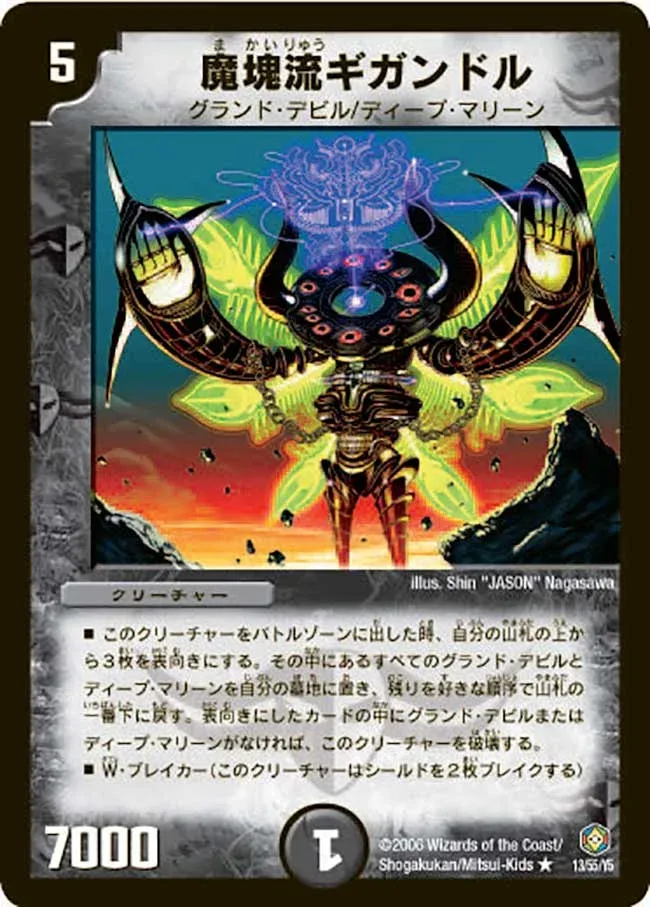 5
ま かいりゅう
魔塊流ギガンドル
グランド・デビル/ディープ・マリーン
illus. Shin "JASON" Nagasawa
クリーチャー
■ このクリーチャーをバトルゾーンに出した時、自分の山札の上か
ら3枚を表向きにする。その中にあるすべてのグランド・デビルと
ディープ・マリーンを自分の墓地に置き、残りを好きな順序で山札の
一番下に戻す。表向きにしたカードの中にグランド・デビルまたは
ディープ・マリーンがなければ、このクリーチャーを破壊する。
■ W・ブレイカー(このクリーチャーはシールドを2枚ブレイクする)
7000
1
©2006 Wizards of the Coast/
Shogakukan/Mitsui-Kids ★ 13/55/Y5